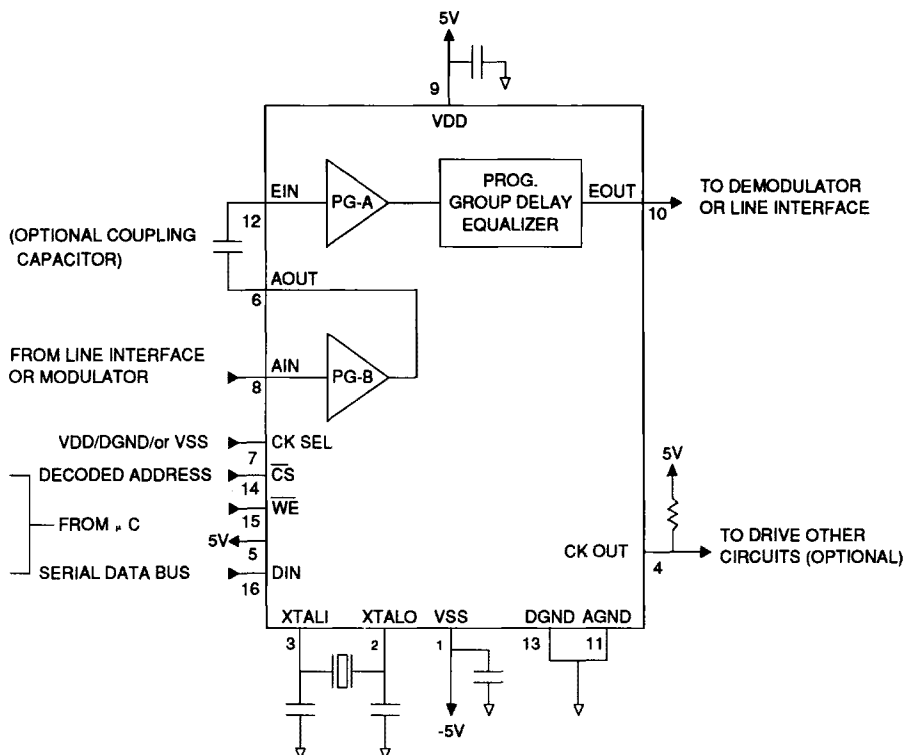 5V
9
VDD
EIN
12
PG-A
PROG.
GROUP DELAY
EQUALIZER
EOUT
10
TO DEMODULATOR
OR LINE INTERFACE
(OPTIONAL COUPLING
CAPACITOR)
AOUT
6
FROM LINE INTERFACE
OR MODULATOR
AIN
8
PG-B
VDD/DGND/or VSS
CK SEL
7
DECODED ADDRESS
C̅S̅
14
FROM μ C
W̅E̅
15
5V
5
SERIAL DATA BUS
DIN
16
5V
CK OUT
4
TO DRIVE OTHER
CIRCUITS (OPTIONAL)
XTALI
XTALO
VSS
DGND
AGND
3
2
1
13
11
-5V